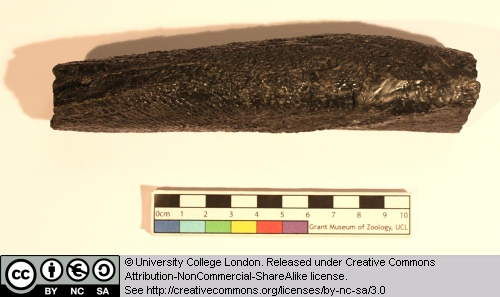 0cm 1 2 3 4 5 6 7 8 9 10
Grant Museum of Zoology, UCL
© University College London. Released under Creative Commons
Attribution-NonCommercial-ShareAlike license.
See http://creativecommons.org/licenses/by-nc-sa/3.0
cc
BY NC SA